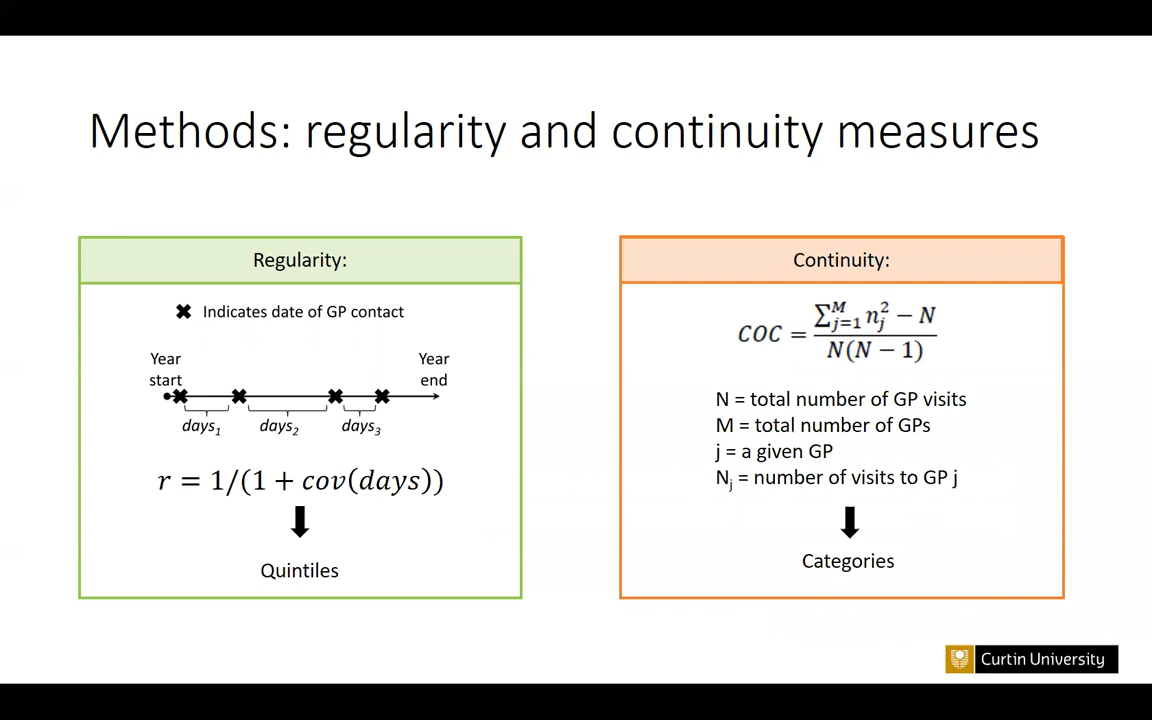 Methods: regularity and continuity measures
Regularity:
✖ Indicates date of GP contact
Year start
Year end
days₁ days₂ days₃
r = 1/(1 + cov(days))
Quintiles
Continuity:
COC = \frac{\sum_{j=1}^{M} n_j^2 - N}{N(N - 1)}
N = total number of GP visits
M = total number of GPs
j = a given GP
Nⱼ = number of visits to GP j
Categories
Curtin University